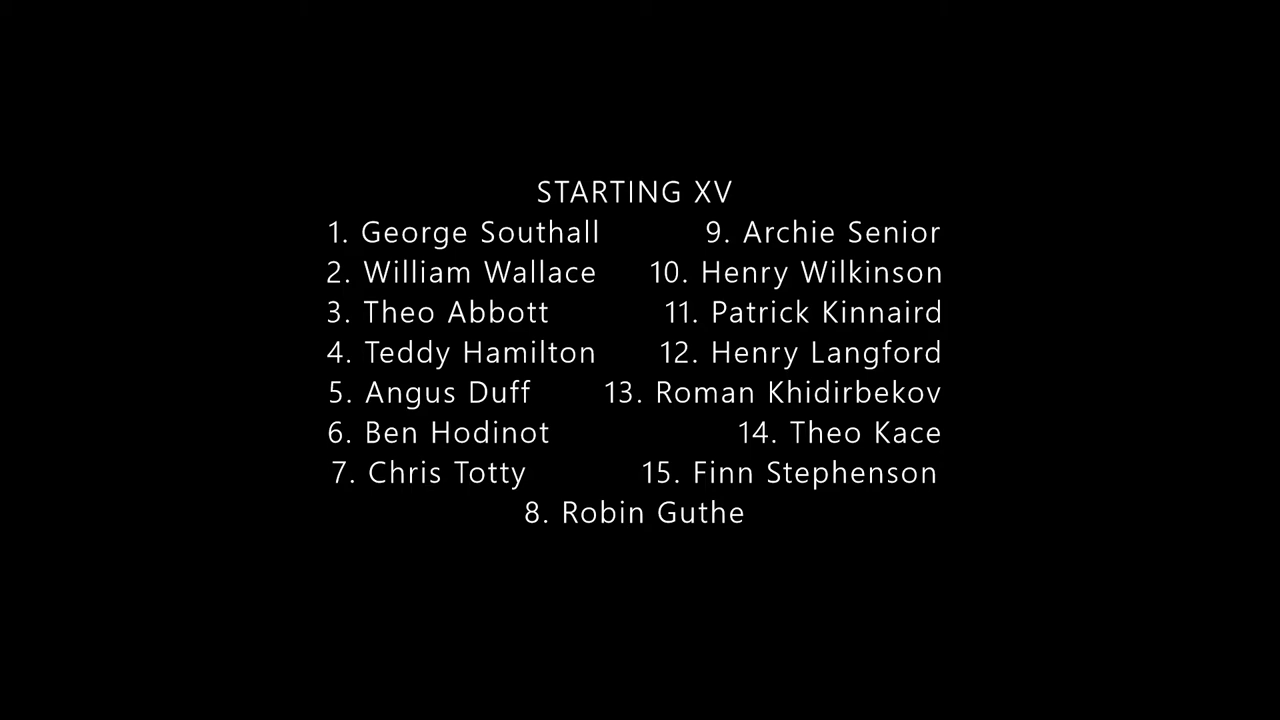 STARTING XV
1. George Southall 9. Archie Senior
2. William Wallace 10. Henry Wilkinson
3. Theo Abbott 11. Patrick Kinnaird
4. Teddy Hamilton 12. Henry Langford
5. Angus Duff 13. Roman Khidirbekov
6. Ben Hodinot 14. Theo Kace
7. Chris Totty 15. Finn Stephenson
8. Robin Guthe